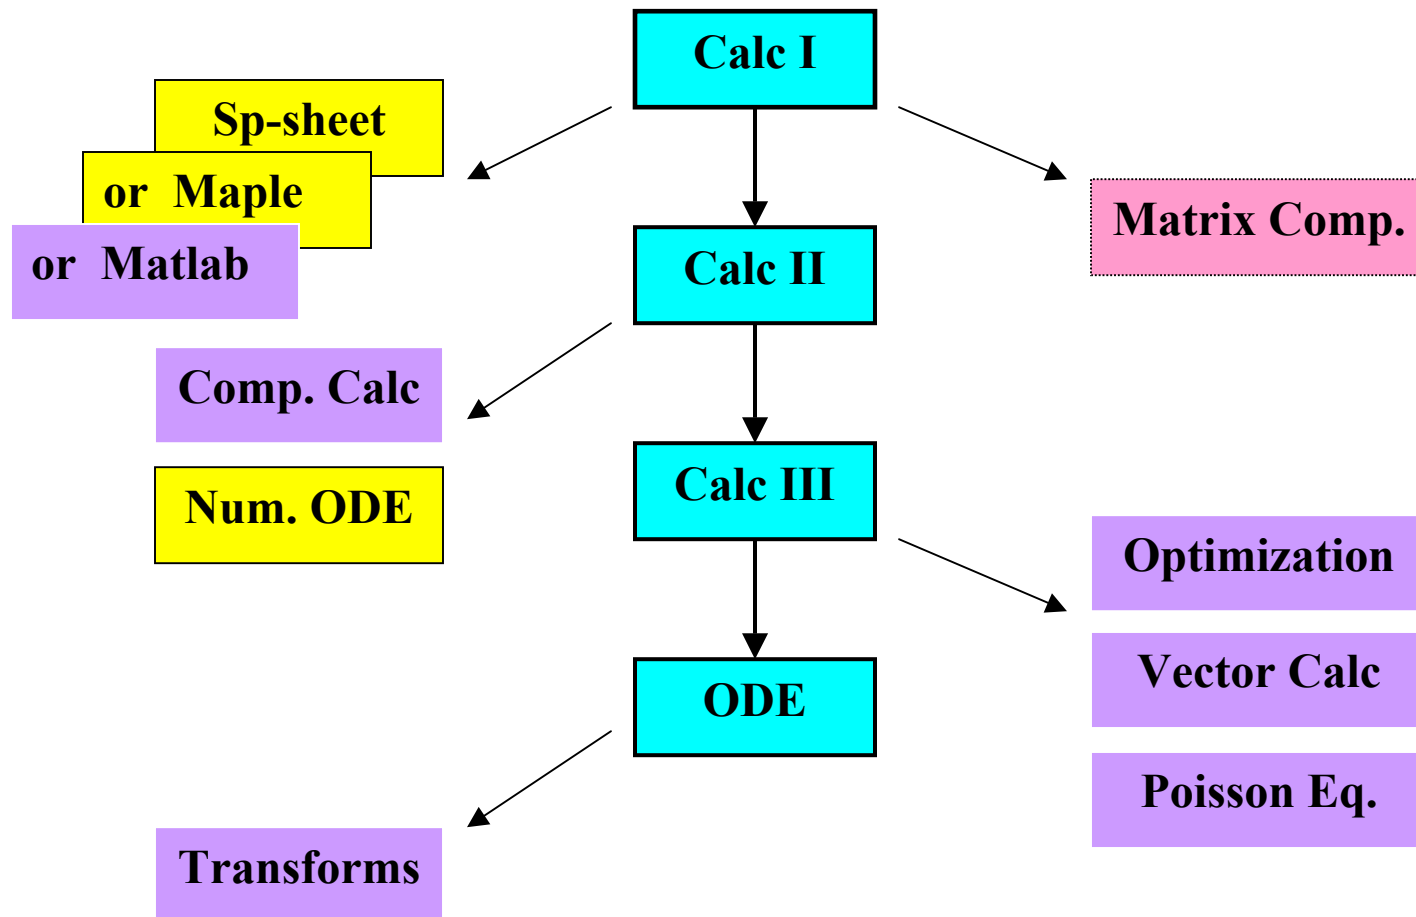 Calc I
Sp-sheet
or Maple
or Matlab
Matrix Comp.
Calc II
Comp. Calc
Num. ODE
Calc III
Optimization
Vector Calc
Poisson Eq.
ODE
Transforms